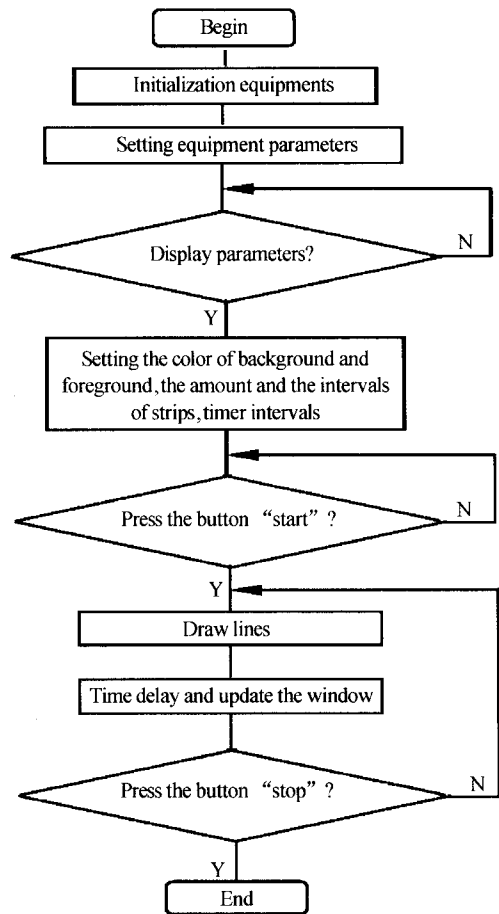 Begin
Initialization equipments
Setting equipment parameters
Display parameters?
N
Y
Setting the color of background and
foreground, the amount and the intervals
of strips, timer intervals
Press the button “start” ?
N
Y
Draw lines
Time delay and update the window
Press the button “stop” ?
N
Y
End